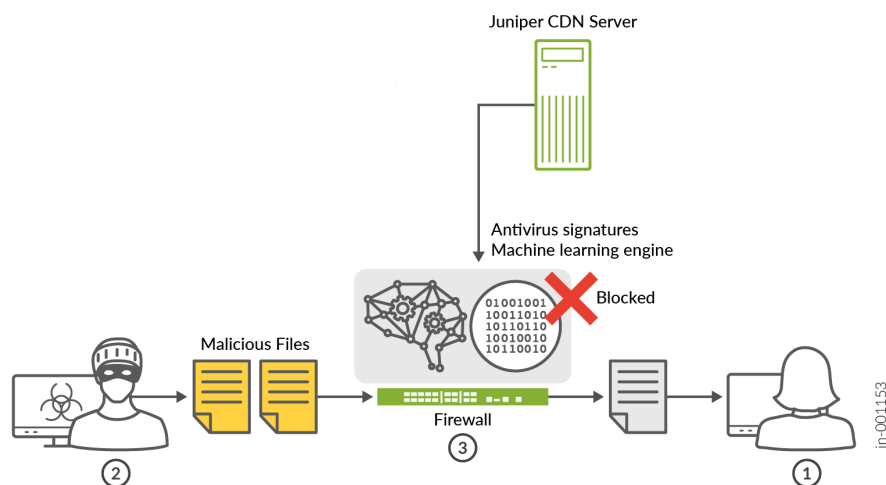 Juniper CDN Server
Antivirus signatures
Machine learning engine
01001001
10011010
10110110
10010010
10110010
Blocked
Malicious Files
Firewall
2
3
1
in-001153